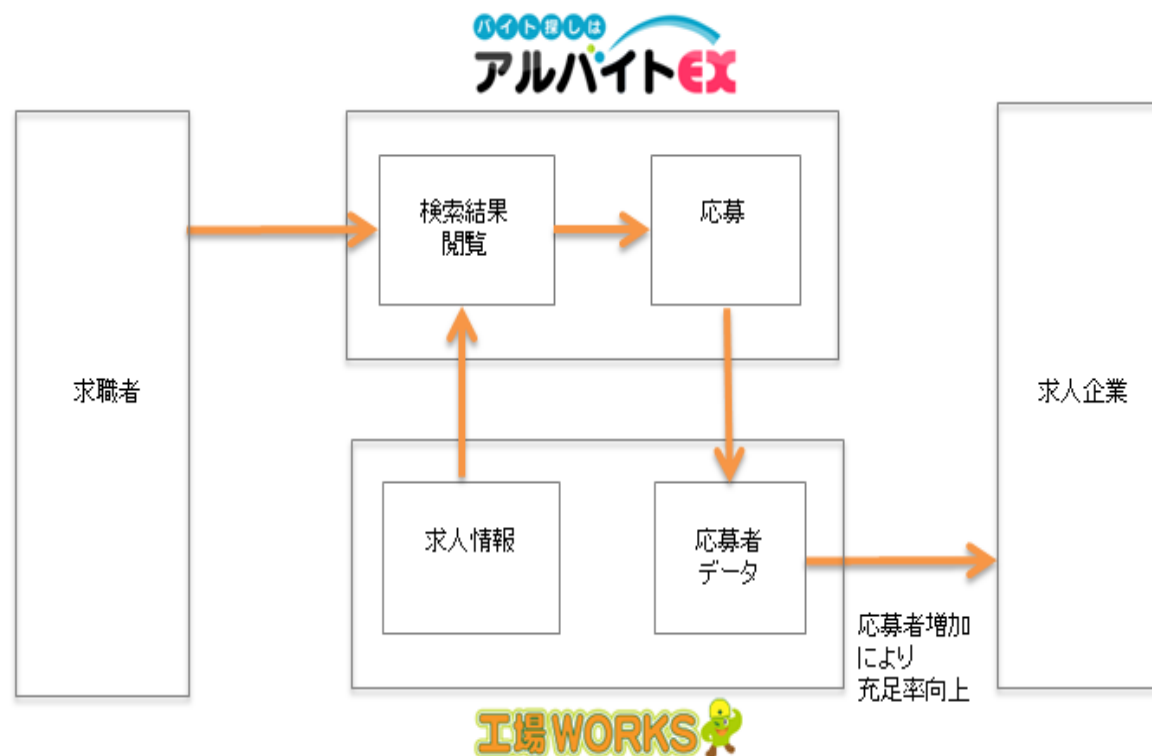 バイト探しは
アルバイトEX
検索結果
閲覧
応募
求職者
求人企業
求人情報
応募者
データ
応募者増加
により
充足率向上
工場WORKS